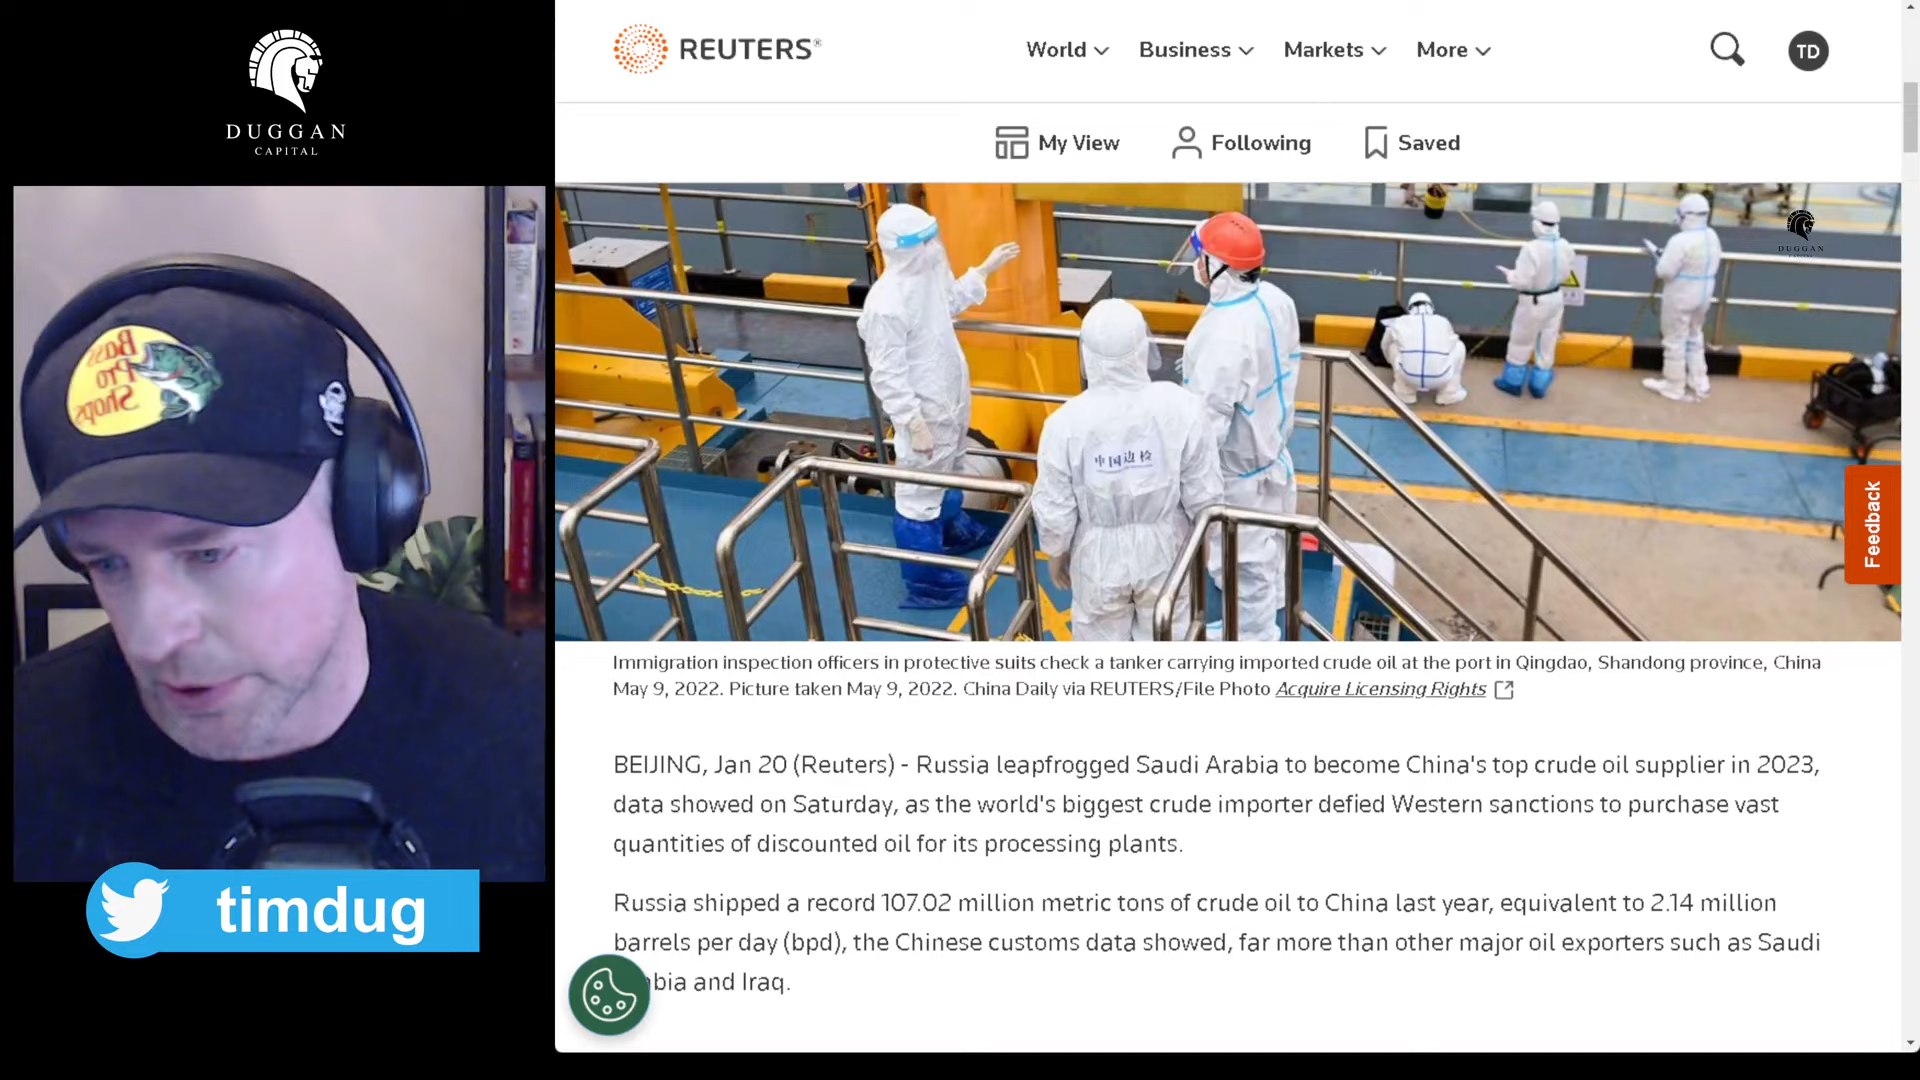 DUGGAN
CAPITAL
REUTERS®
World
Business
Markets
More
TD
My View
Following
Saved
Bass
Pro
Shops
DUGGAN
中国边检
Feedback
Immigration inspection officers in protective suits check a tanker carrying imported crude oil at the port in Qingdao, Shandong province, China
May 9, 2022. Picture taken May 9, 2022. China Daily via REUTERS/File Photo Acquire Licensing Rights
BEIJING, Jan 20 (Reuters) - Russia leapfrogged Saudi Arabia to become China's top crude oil supplier in 2023,
data showed on Saturday, as the world's biggest crude importer defied Western sanctions to purchase vast
quantities of discounted oil for its processing plants.
Russia shipped a record 107.02 million metric tons of crude oil to China last year, equivalent to 2.14 million
barrels per day (bpd), the Chinese customs data showed, far more than other major oil exporters such as Saudi
bia and Iraq.
timdug